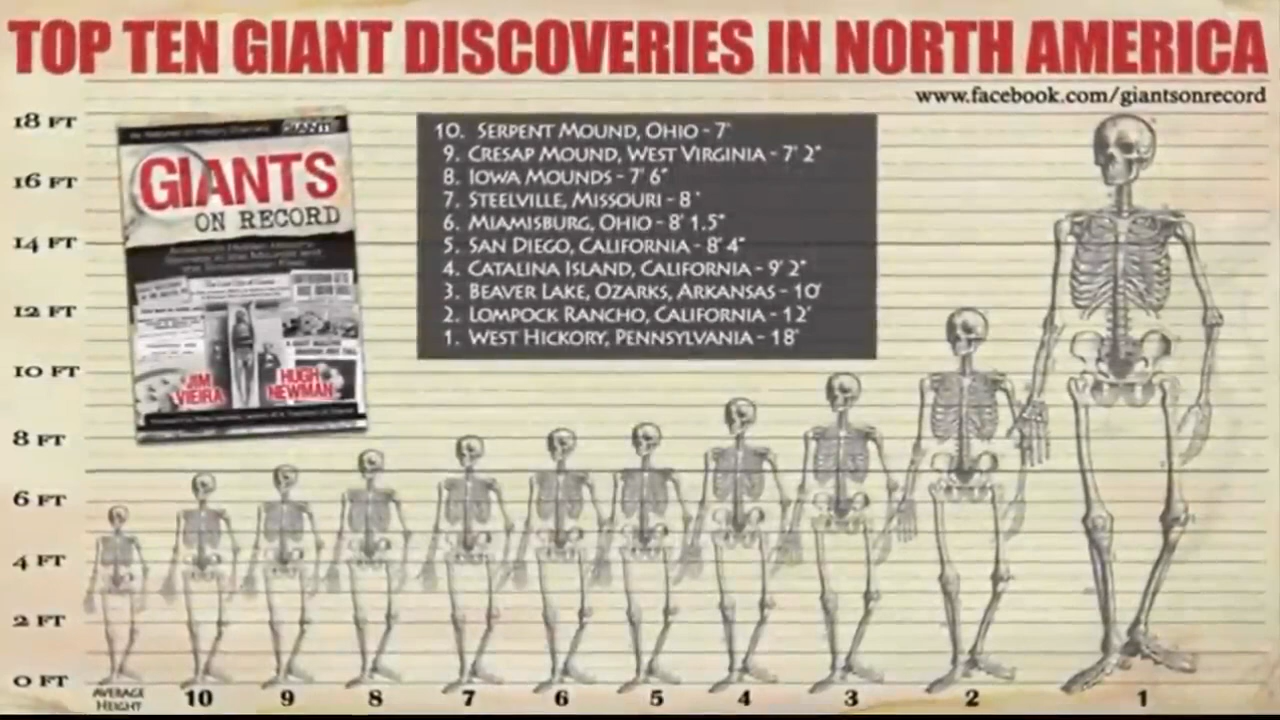 TOP TEN GIANT DISCOVERIES IN NORTH AMERICA
www.facebook.com/giantsonrecord
18 FT
16 FT
14 FT
12 FT
10 FT
8 FT
6 FT
4 FT
2 FT
0 FT
GIANTS
ON RECORD
JIM
VIEIRA
HUGH
NEWMAN
10. SERPENT MOUND, OHIO - 7'
9. CRESAP MOUND, WEST VIRGINIA - 7' 2"
8. IOWA MOUNDS - 7' 6"
7. STEELVILLE, MISSOURI - 8'
6. MIAMISBURG, OHIO - 8' 1.5"
5. SAN DIEGO, CALIFORNIA - 8' 4"
4. CATALINA ISLAND, CALIFORNIA - 9' 2"
3. BEAVER LAKE, OZARKS, ARKANSAS - 10'
2. LOMPOCK RANCHO, CALIFORNIA - 12'
1. WEST HICKORY, PENNSYLVANIA - 18'
AVERAGE
HEIGHT
10 9 8 7 6 5 4 3 2 1